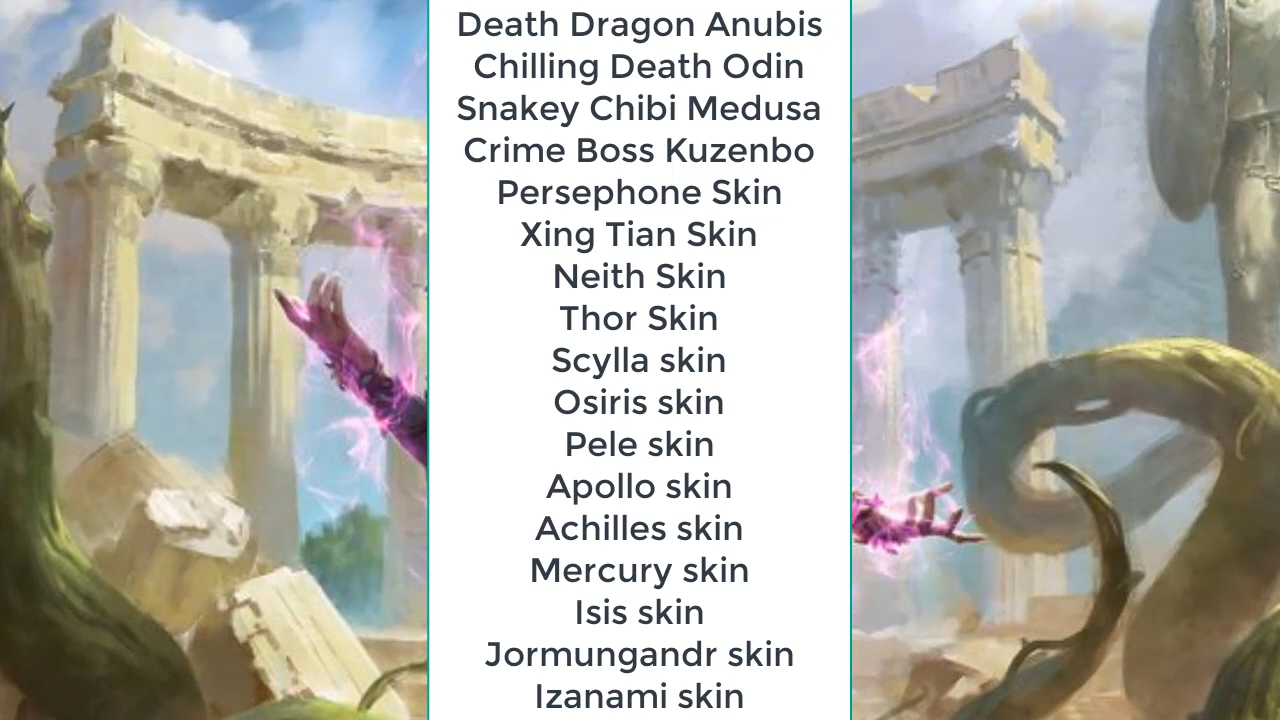 Death Dragon Anubis
Chilling Death Odin
Snakey Chibi Medusa
Crime Boss Kuzenbo
Persephone Skin
Xing Tian Skin
Neith Skin
Thor Skin
Scylla skin
Osiris skin
Pele skin
Apollo skin
Achilles skin
Mercury skin
Isis skin
Jormungandr skin
Izanami skin